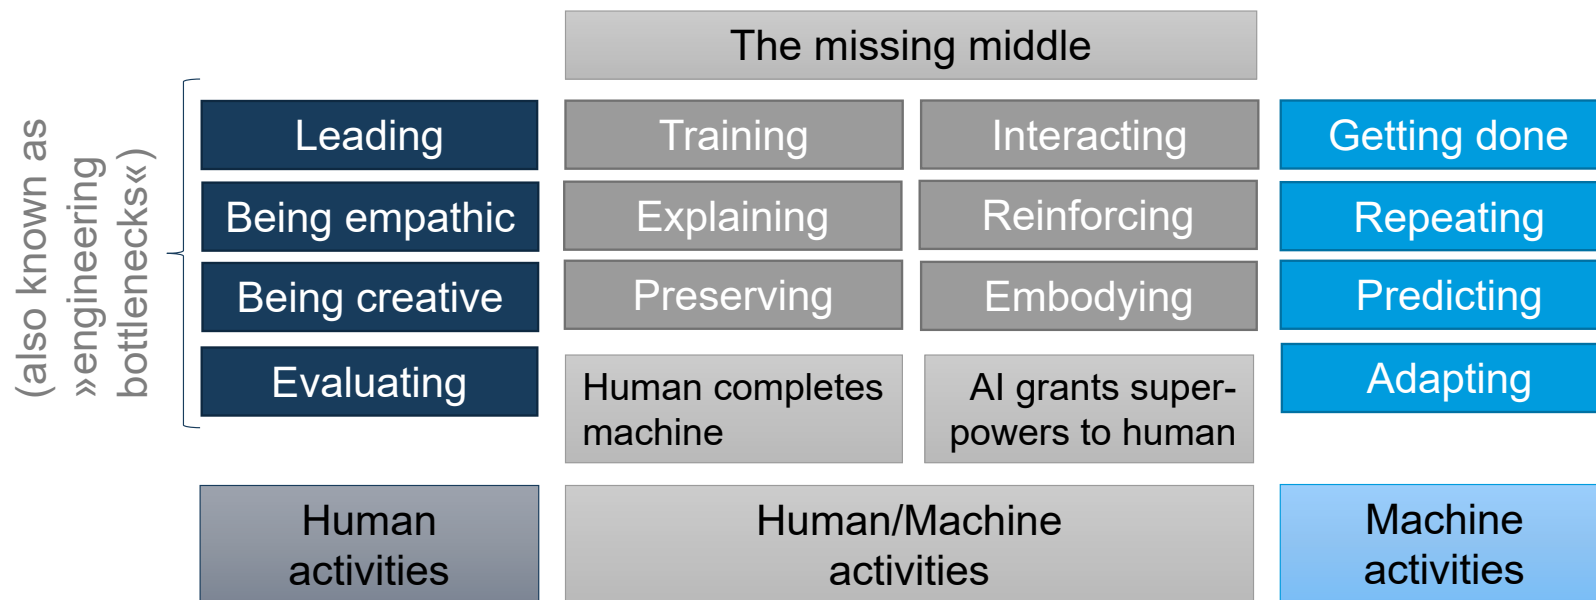 The missing middle
(also known as
»engineering
bottlenecks«)
Leading
Training
Interacting
Getting done
Being empathic
Explaining
Reinforcing
Repeating
Being creative
Preserving
Embodying
Predicting
Evaluating
Human completes
machine
AI grants super-
powers to human
Adapting
Human
activities
Human/Machine
activities
Machine
activities